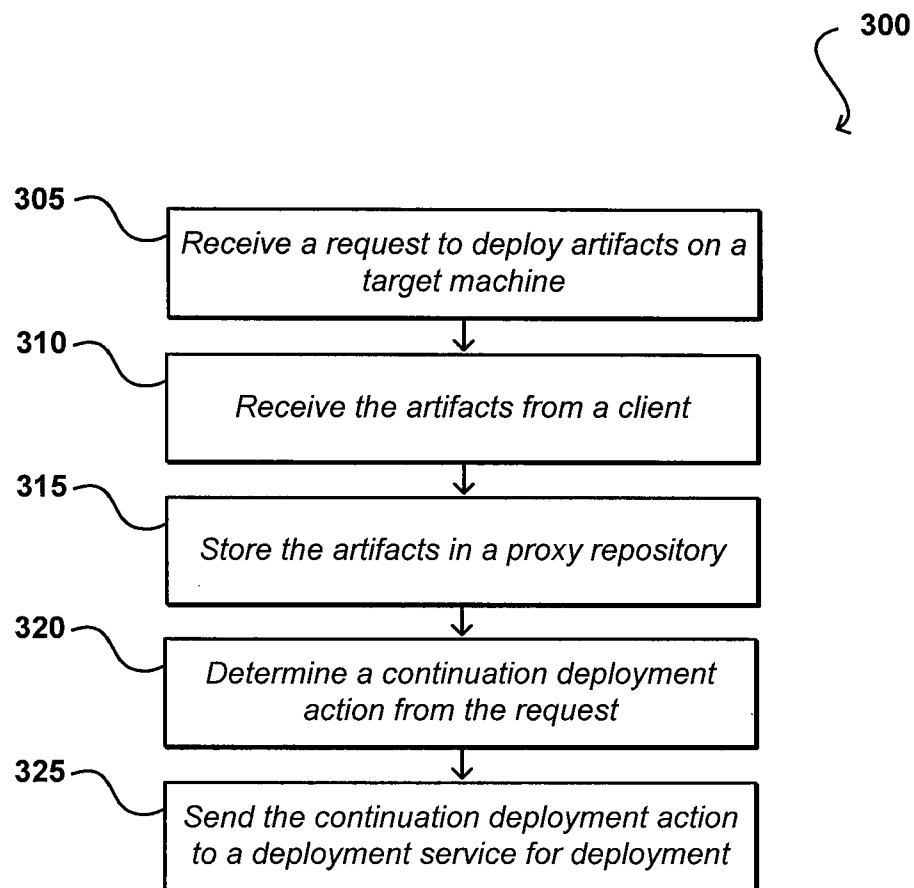 300
305
Receive a request to deploy artifacts on a
target machine
310
Receive the artifacts from a client
315
Store the artifacts in a proxy repository
320
Determine a continuation deployment
action from the request
325
Send the continuation deployment action
to a deployment service for deployment